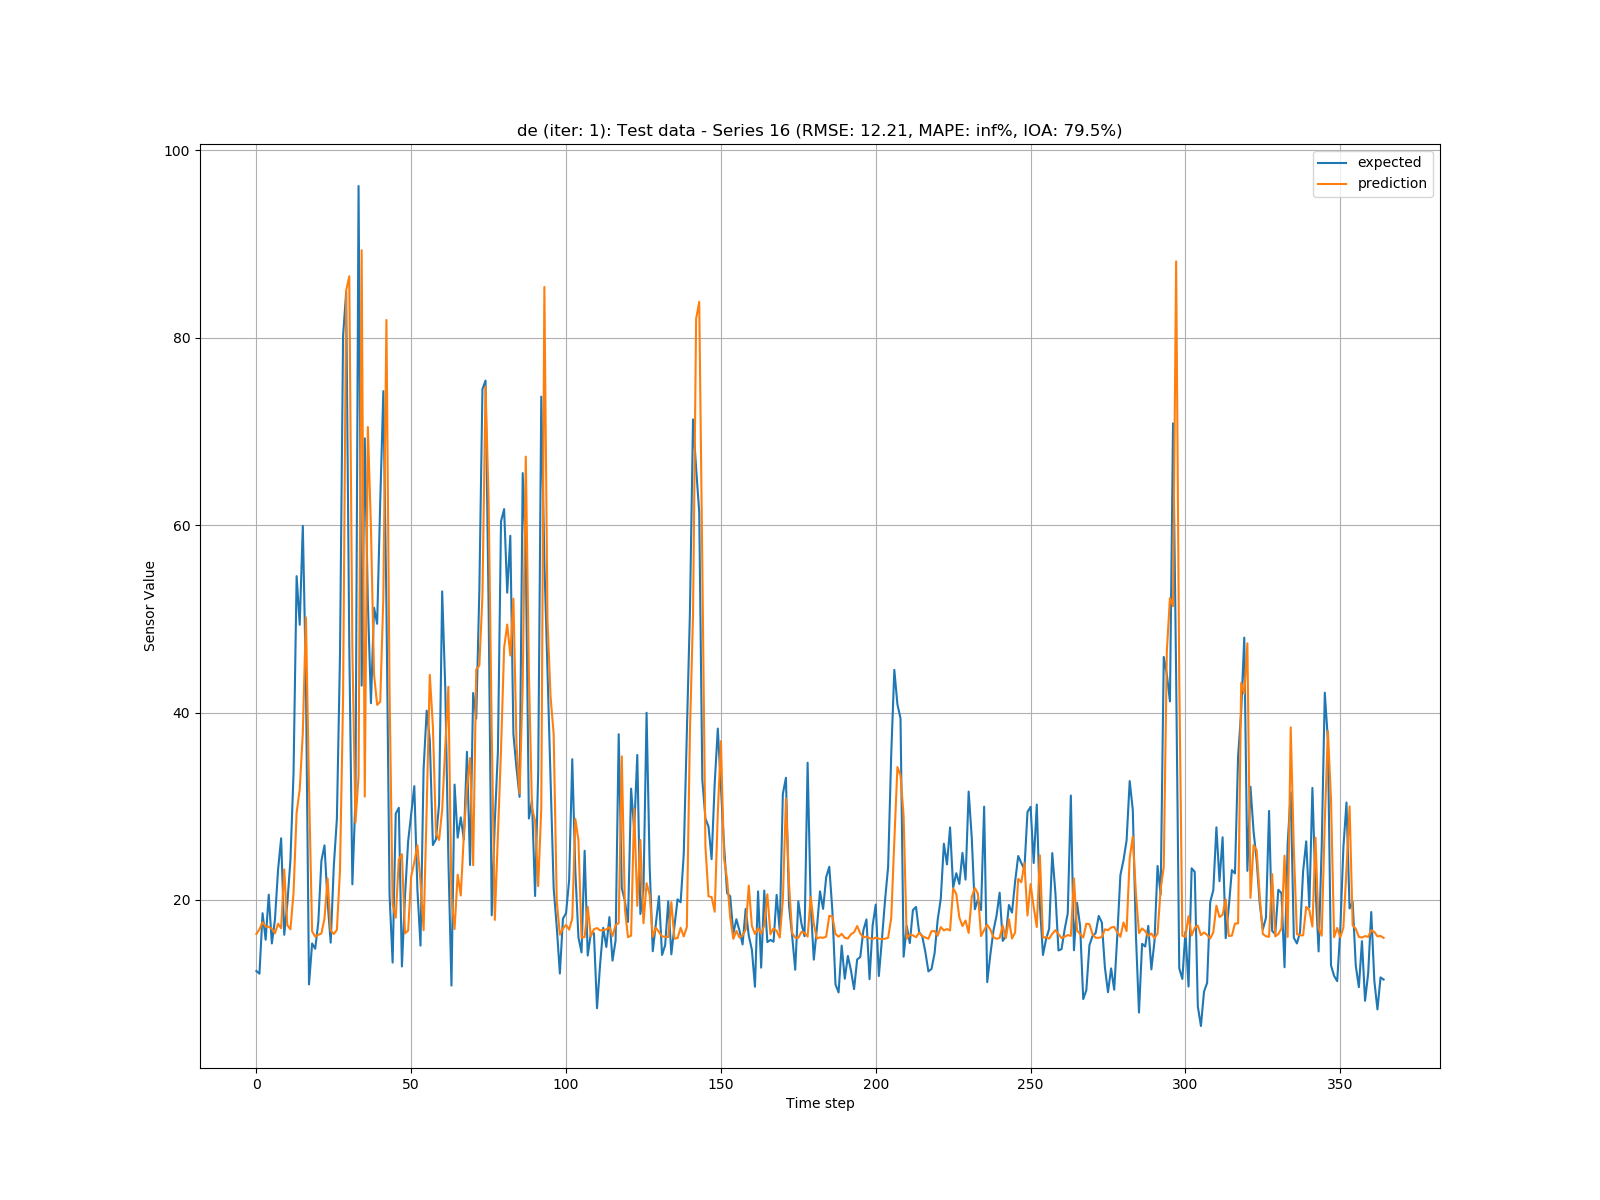 de (iter: 1): Test data - Series 16 (RMSE: 12.21, MAPE: inf%, IOA: 79.5%)
expected
prediction
100
80
60
40
20
Sensor Value
0 50 100 150 200 250 300 350
Time step